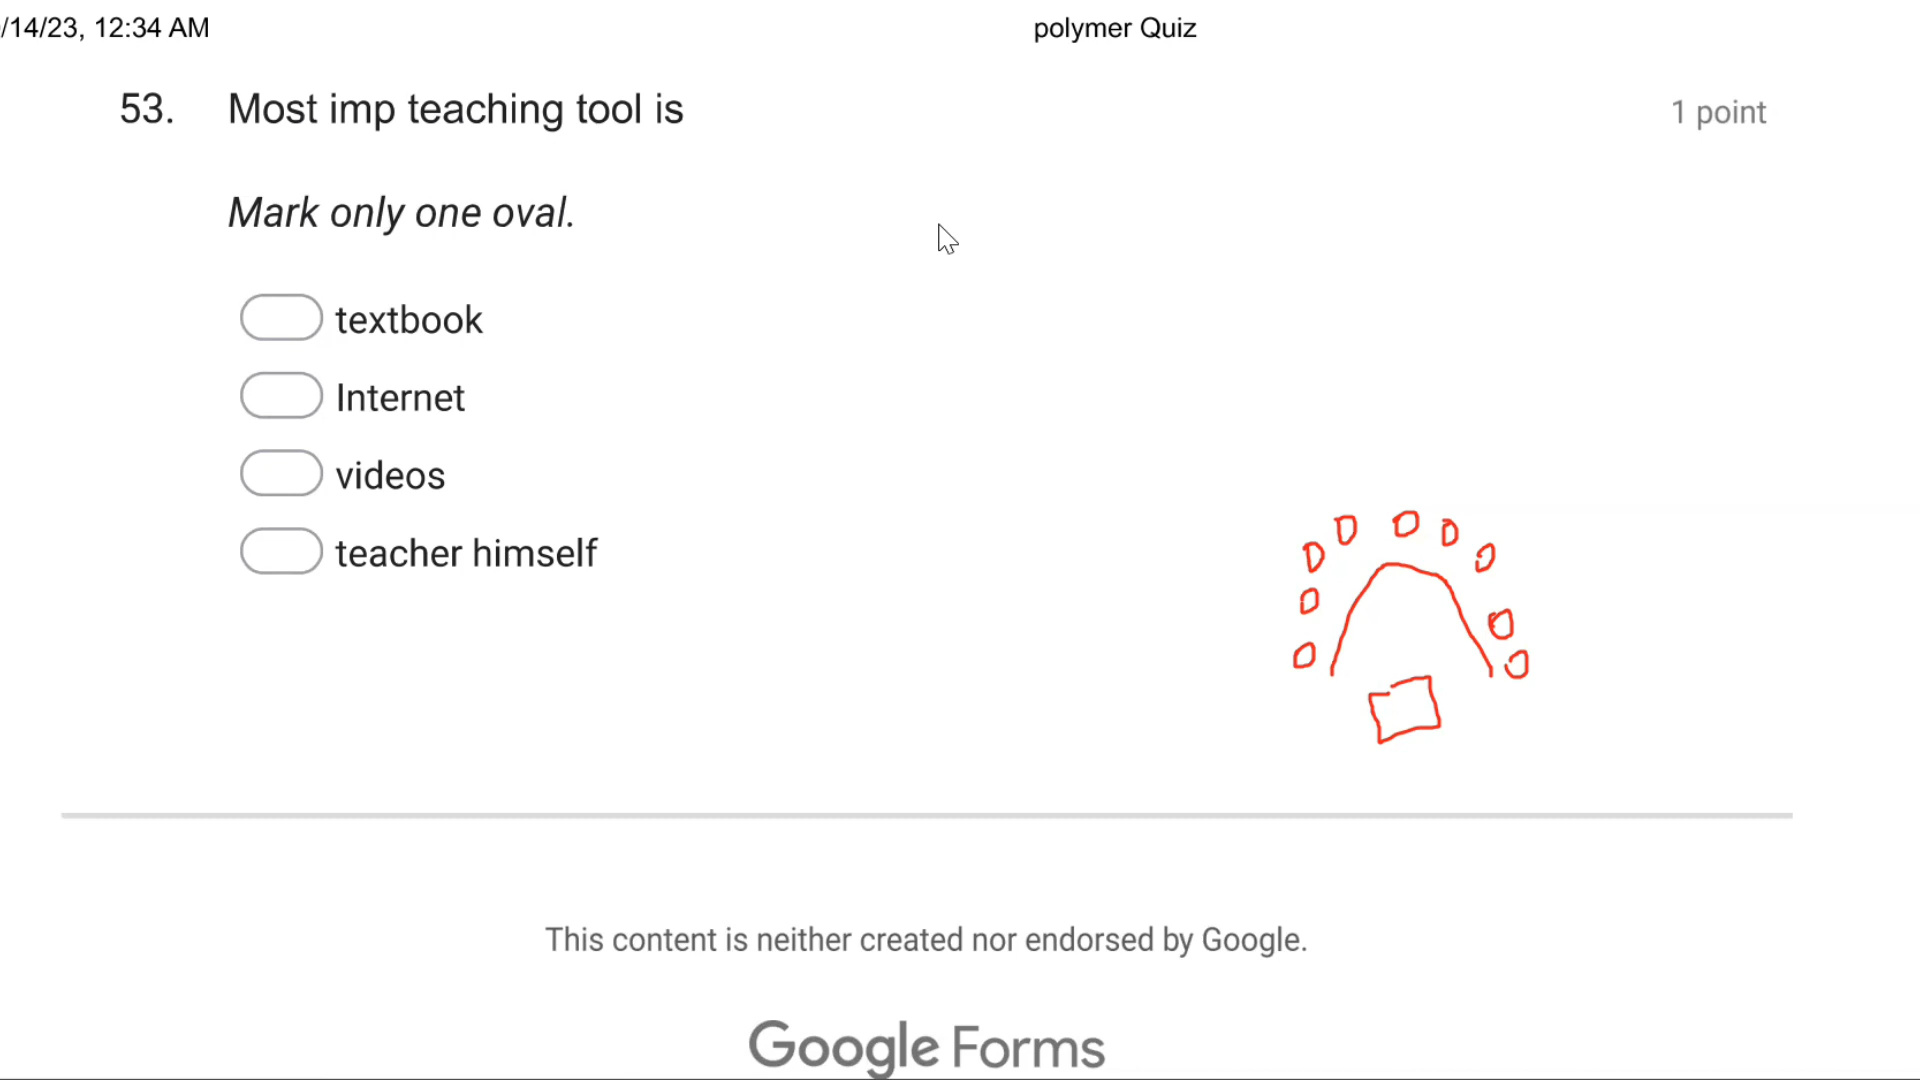 /14/23, 12:34 AM
polymer Quiz
53. Most imp teaching tool is
1 point
Mark only one oval.
textbook
Internet
videos
teacher himself
This content is neither created nor endorsed by Google.
Google Forms